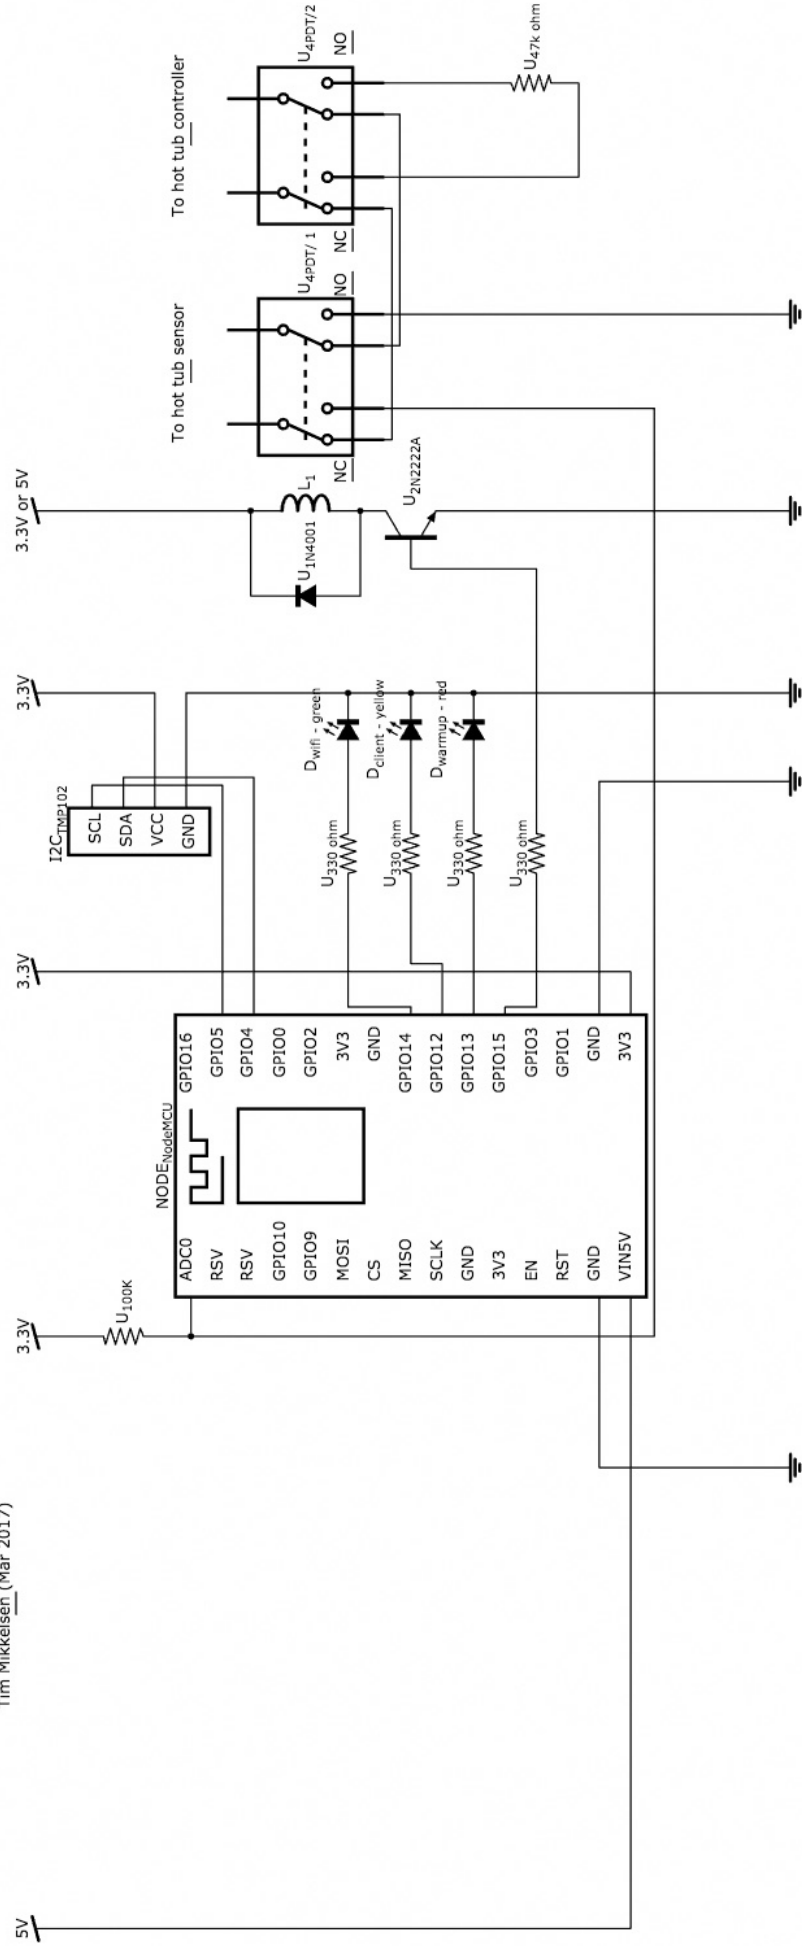 Tim Mikkelsen (Mar 2017)
5V
3.3V
3.3V
3.3V
3.3V or 5V
To hot tub sensor
To hot tub controller
U100K
NODENodeMCU
ADC0
RSV
RSV
GPIO10
GPIO9
MOSI
CS
MISO
SCLK
GND
3V3
EN
RST
GND
VIN5V
GPIO16
GPIO5
GPIO4
GPIO0
GPIO2
3V3
GND
GPIO14
GPIO12
GPIO13
GPIO15
GPIO3
GPIO1
GND
3V3
I2CTMP102
SCL
SDA
VCC
GND
U330 ohm
U330 ohm
U330 ohm
U330 ohm
Dwifi - green
Dclient - yellow
Dwarmup - red
U1N4001
L1
U2N2222A
NC
U4PDT/ 1
NO
NC
U4PDT/2
NO
U47k ohm